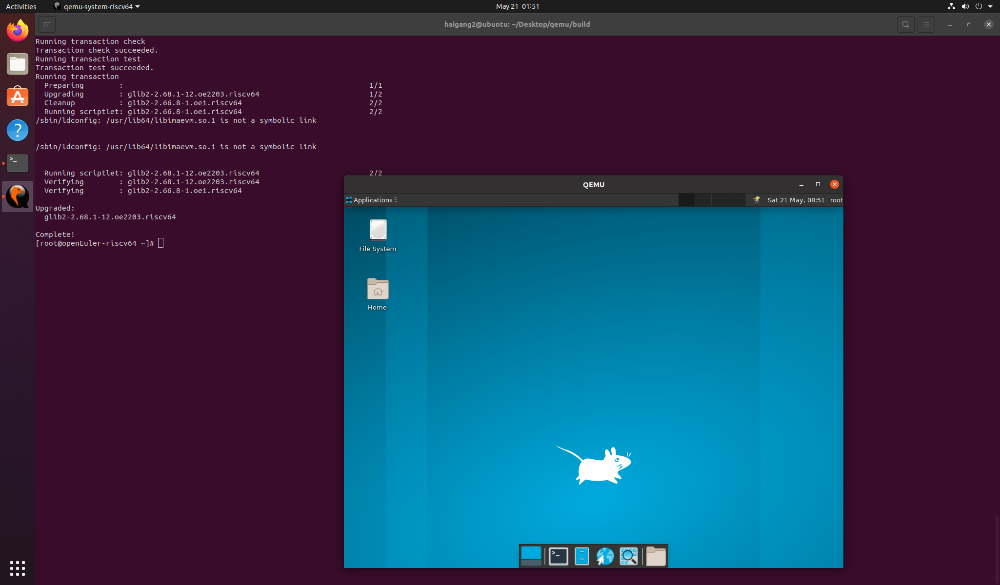 Activities
qemu-system-riscv64
May 21 01:51
haigang2@ubuntu: ~/Desktop/qemu/build
Running transaction check
Transaction check succeeded.
Running transaction test
Transaction test succeeded.
Running transaction
Preparing : 1/1
Upgrading : glib2-2.68.1-12.oe2203.riscv64 1/2
Cleanup : glib2-2.66.8-1.oe1.riscv64 2/2
Running scriptlet: glib2-2.66.8-1.oe1.riscv64 2/2
/sbin/ldconfig: /usr/lib64/libimaevm.so.1 is not a symbolic link
/sbin/ldconfig: /usr/lib64/libimaevm.so.1 is not a symbolic link
Running scriptlet: glib2-2.68.1-12.oe2203.riscv64 2/2
Verifying : glib2-2.68.1-12.oe2203.riscv64
Verifying : glib2-2.66.8-1.oe1.riscv64
Upgraded:
glib2-2.68.1-12.oe2203.riscv64
Complete!
[root@openEuler-riscv64 ~]#
QEMU
Applications
Sat 21 May, 08:51
root
File System
Home